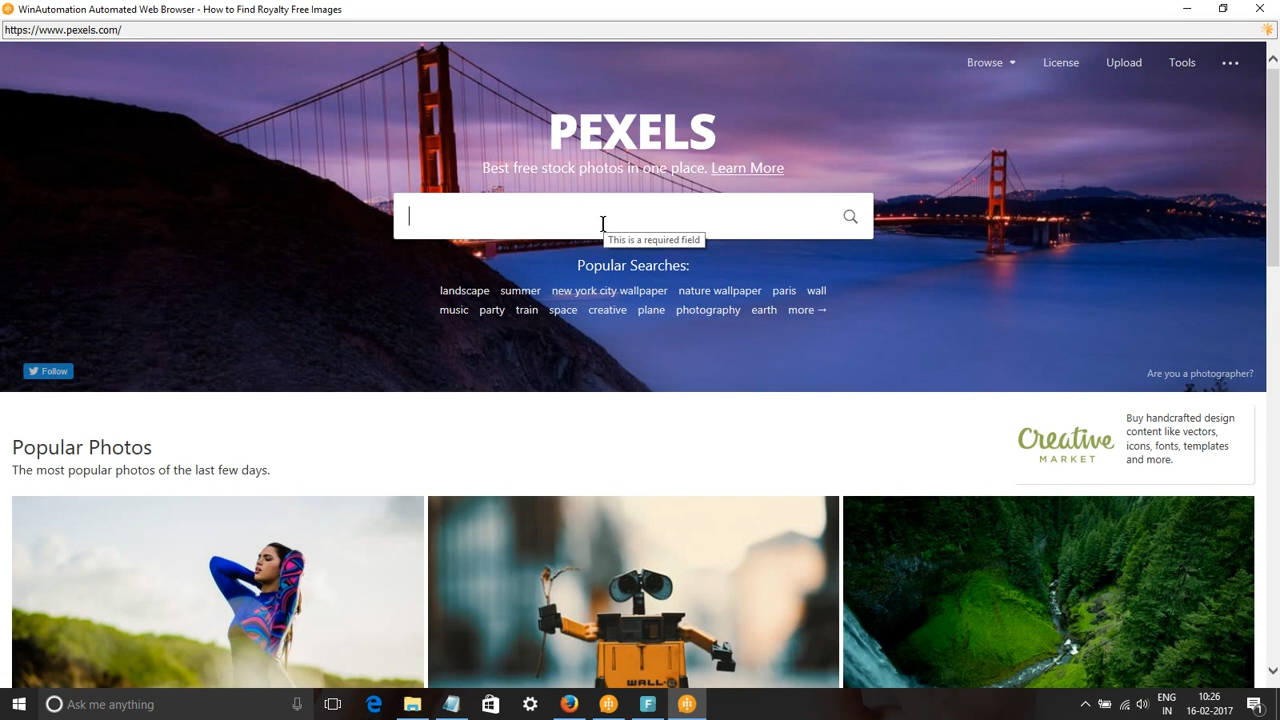 WinAutomation Automated Web Browser - How to Find Royalty Free Images
https://www.pexels.com/
Browse License Upload Tools
PEXELS
Best free stock photos in one place. Learn More
This is a required field
Popular Searches:
landscape summer new york city wallpaper nature wallpaper paris wall
music party train space creative plane photography earth more →
Follow
Are you a photographer?
Popular Photos
The most popular photos of the last few days.
Creative
MARKET
Buy handcrafted design
content like vectors,
icons, fonts, templates
and more.
WALL-E
Ask me anything
ENG
IN
10:26
16-02-2017